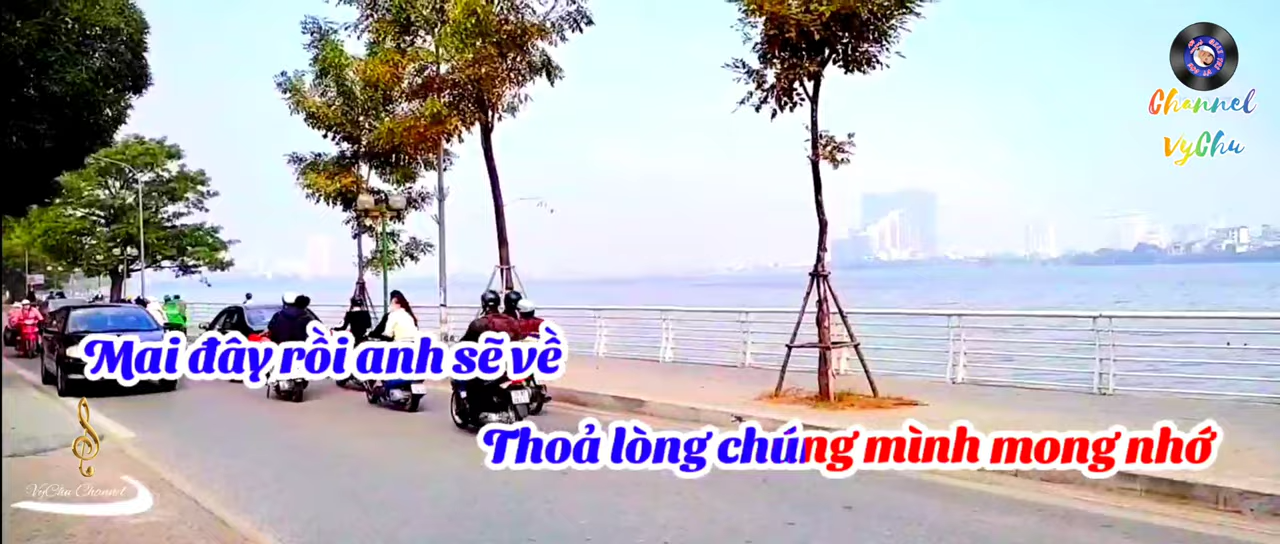 Channel
VyChu
Mai đây rồi anh sẽ về
Thoả lòng chúng mình mong nhớ
VyChu Channel